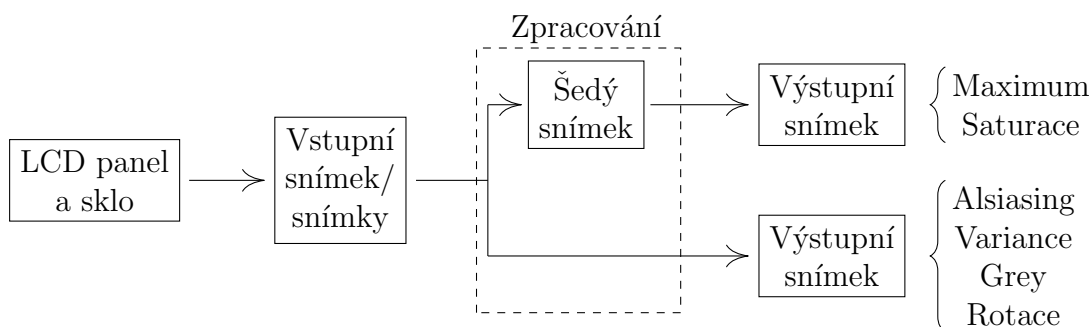 Zpracování
LCD panel
a sklo
Vstupní
snímek/
snímky
Šedý
snímek
Výstupní
snímek
Maximum
Saturace
Výstupní
snímek
Alsiasing
Variance
Grey
Rotace